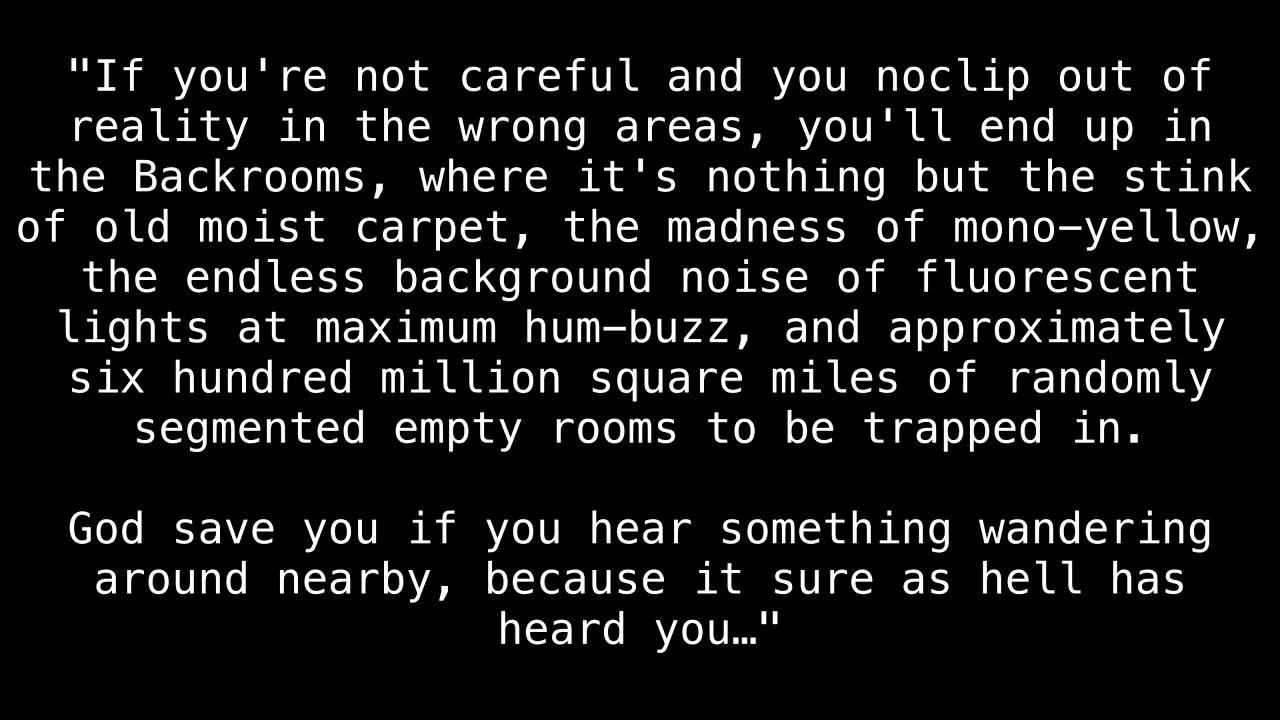 "If you're not careful and you noclip out of
reality in the wrong areas, you'll end up in
the Backrooms, where it's nothing but the stink
of old moist carpet, the madness of mono-yellow,
the endless background noise of fluorescent
lights at maximum hum-buzz, and approximately
six hundred million square miles of randomly
segmented empty rooms to be trapped in.
God save you if you hear something wandering
around nearby, because it sure as hell has
heard you…"